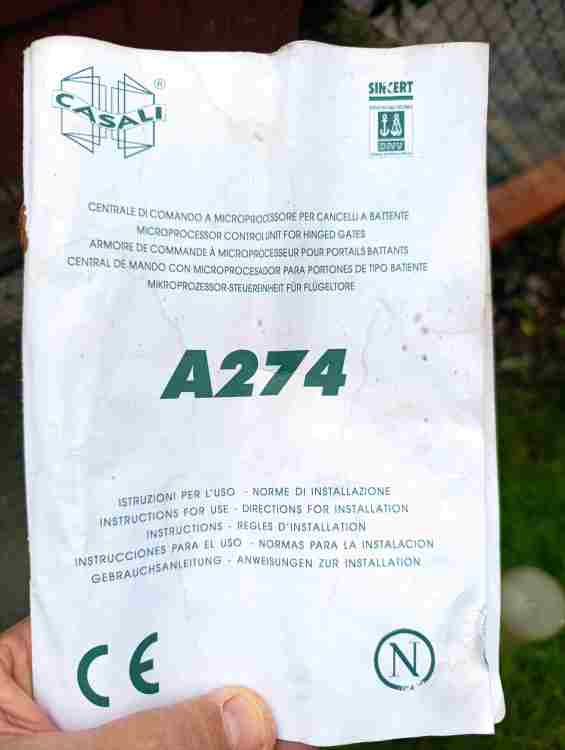 CASALI
®
SINCERT
DNV
CENTRALE DI COMANDO A MICROPROCESSORE PER CANCELLI A BATTENTE
MICROPROCESSOR CONTROL UNIT FOR HINGED GATES
ARMOIRE DE COMMANDE À MICROPROCESSEUR POUR PORTAILS BATTANTS
CENTRAL DE MANDO CON MICROPROCESADOR PARA PORTONES DE TIPO BATIENTE
MIKROPROZESSOR-STEUEREINHEIT FÜR FLÜGELTORE
A274
ISTRUZIONI PER L'USO - NORME DI INSTALLAZIONE
INSTRUCTIONS FOR USE - DIRECTIONS FOR INSTALLATION
INSTRUCTIONS - REGLES D'INSTALLATION
INSTRUCCIONES PARA EL USO - NORMAS PARA LA INSTALACION
GEBRAUCHSANLEITUNG - ANWEISUNGEN ZUR INSTALLATION
CE
N